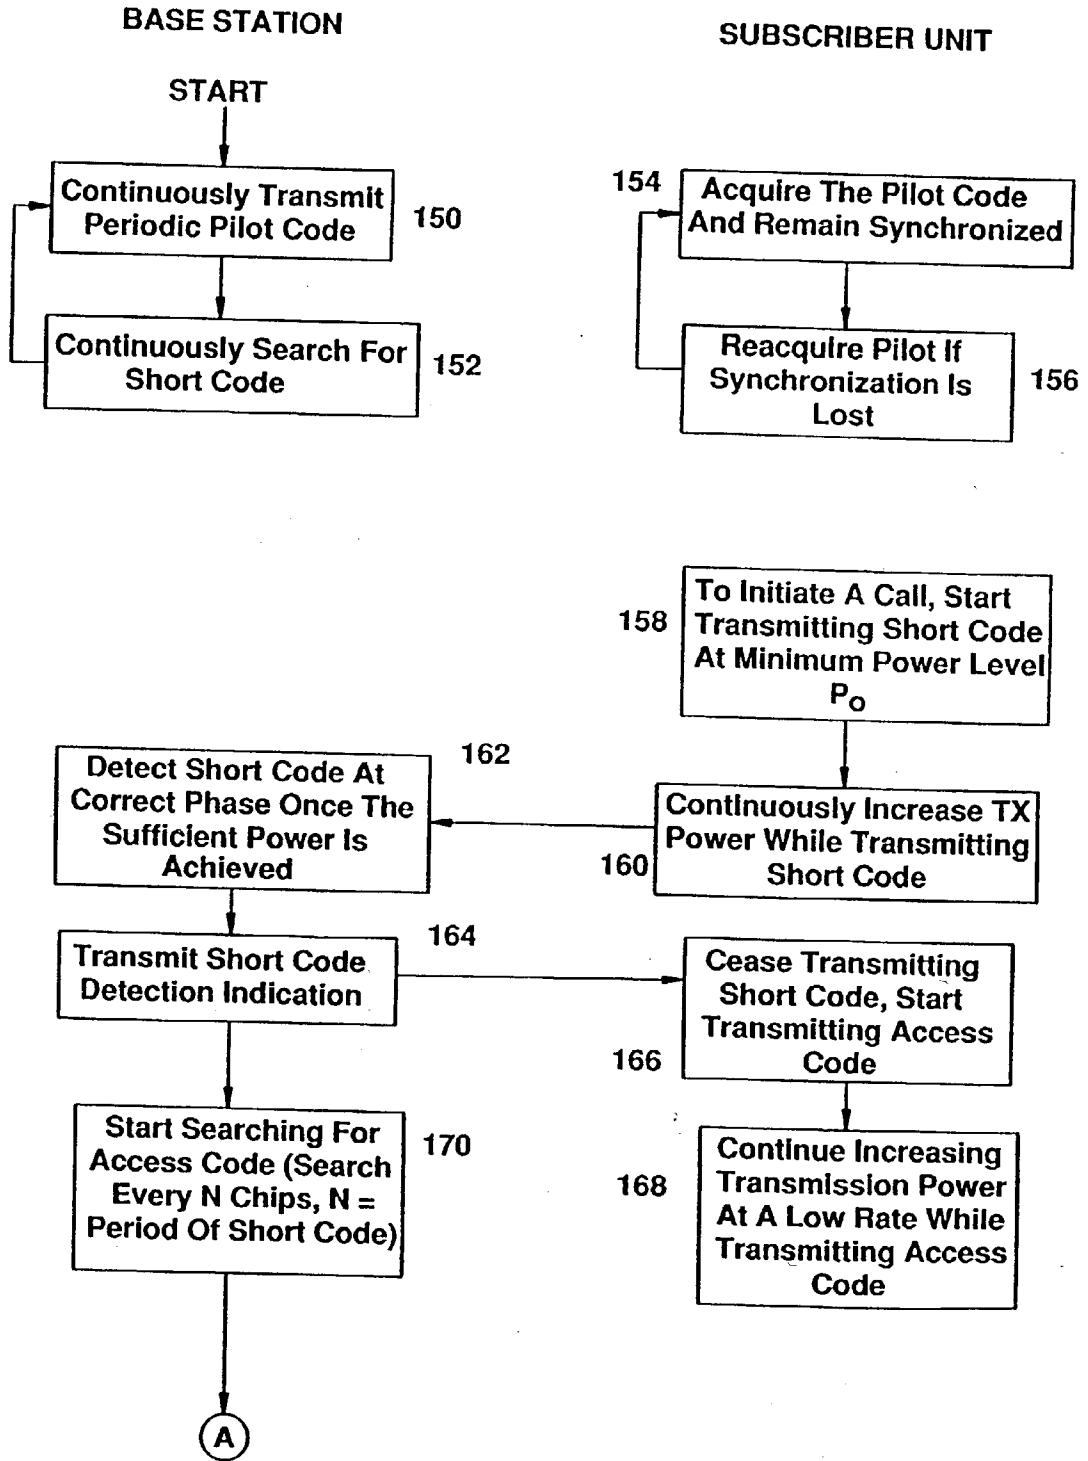 BASE STATION
SUBSCRIBER UNIT
START
Continuously Transmit
Periodic Pilot Code
150
154
Acquire The Pilot Code
And Remain Synchronized
Continuously Search For
Short Code
152
Reacquire Pilot If
Synchronization Is
Lost
156
158
To Initiate A Call, Start
Transmitting Short Code
At Minimum Power Level
Po
162
Detect Short Code At
Correct Phase Once The
Sufficient Power Is
Achieved
160
Continuously Increase TX
Power While Transmitting
Short Code
164
Transmit Short Code
Detection Indication
166
Cease Transmitting
Short Code, Start
Transmitting Access
Code
170
Start Searching For
Access Code (Search
Every N Chips, N =
Period Of Short Code)
168
Continue Increasing
Transmission Power
At A Low Rate While
Transmitting Access
Code
A